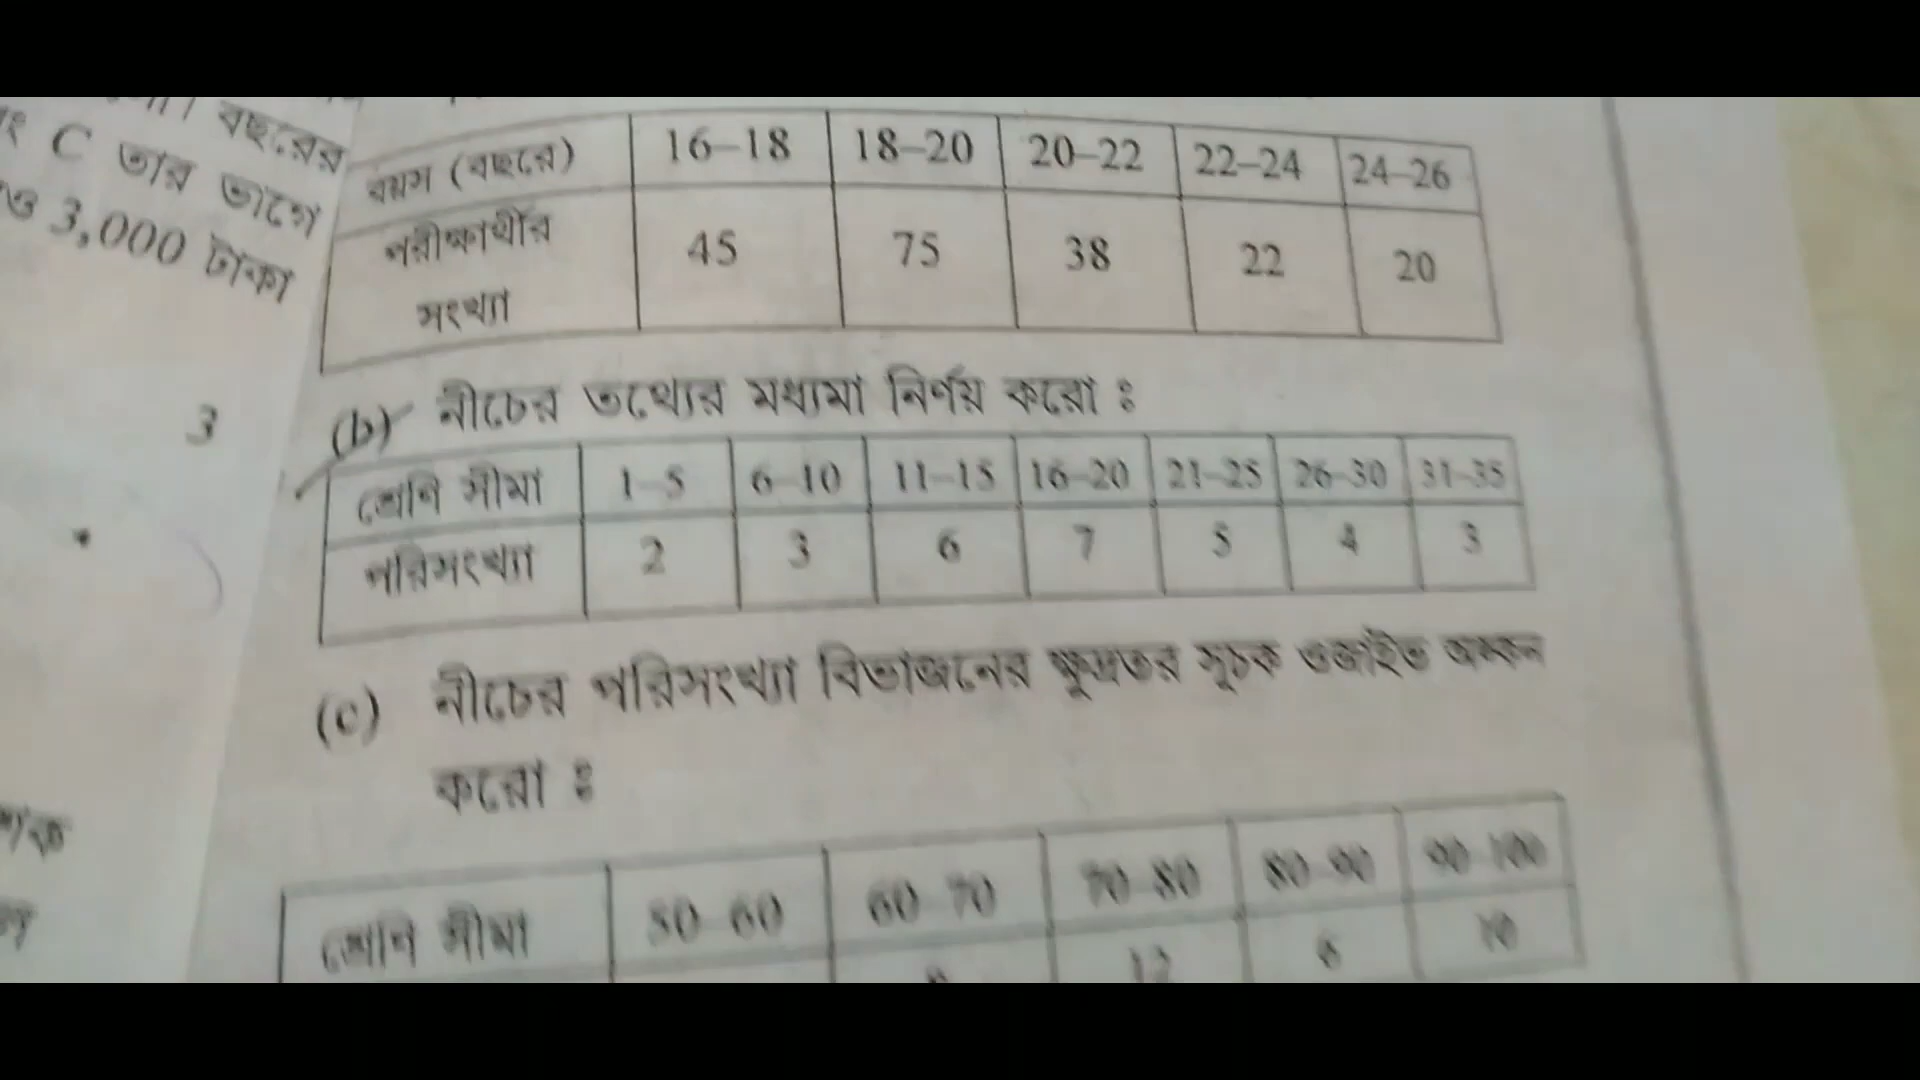 বছরের
C তার ভাগে
ও 3,000 টাকা
বয়স (বছরে) 16–18 18–20 20–22 22–24 24–26
পরীক্ষার্থীর সংখ্যা 45 75 38 22 20
3
(b) নীচের তথ্যের মধ্যমা নির্ণয় করো :
শ্রেণি সীমা 1–5 6–10 11–15 16–20 21–25 26–30 31–35
পরিসংখ্যা 2 3 6 7 5 4 3
(c) নীচের পরিসংখ্যা বিভাজনের ক্ষুদ্রতর সূচক ওজাইভ অঙ্কন
করো :
শ্রেণি সীমা 50–60 60–70 70–80 80–90 90–100
12 6 10